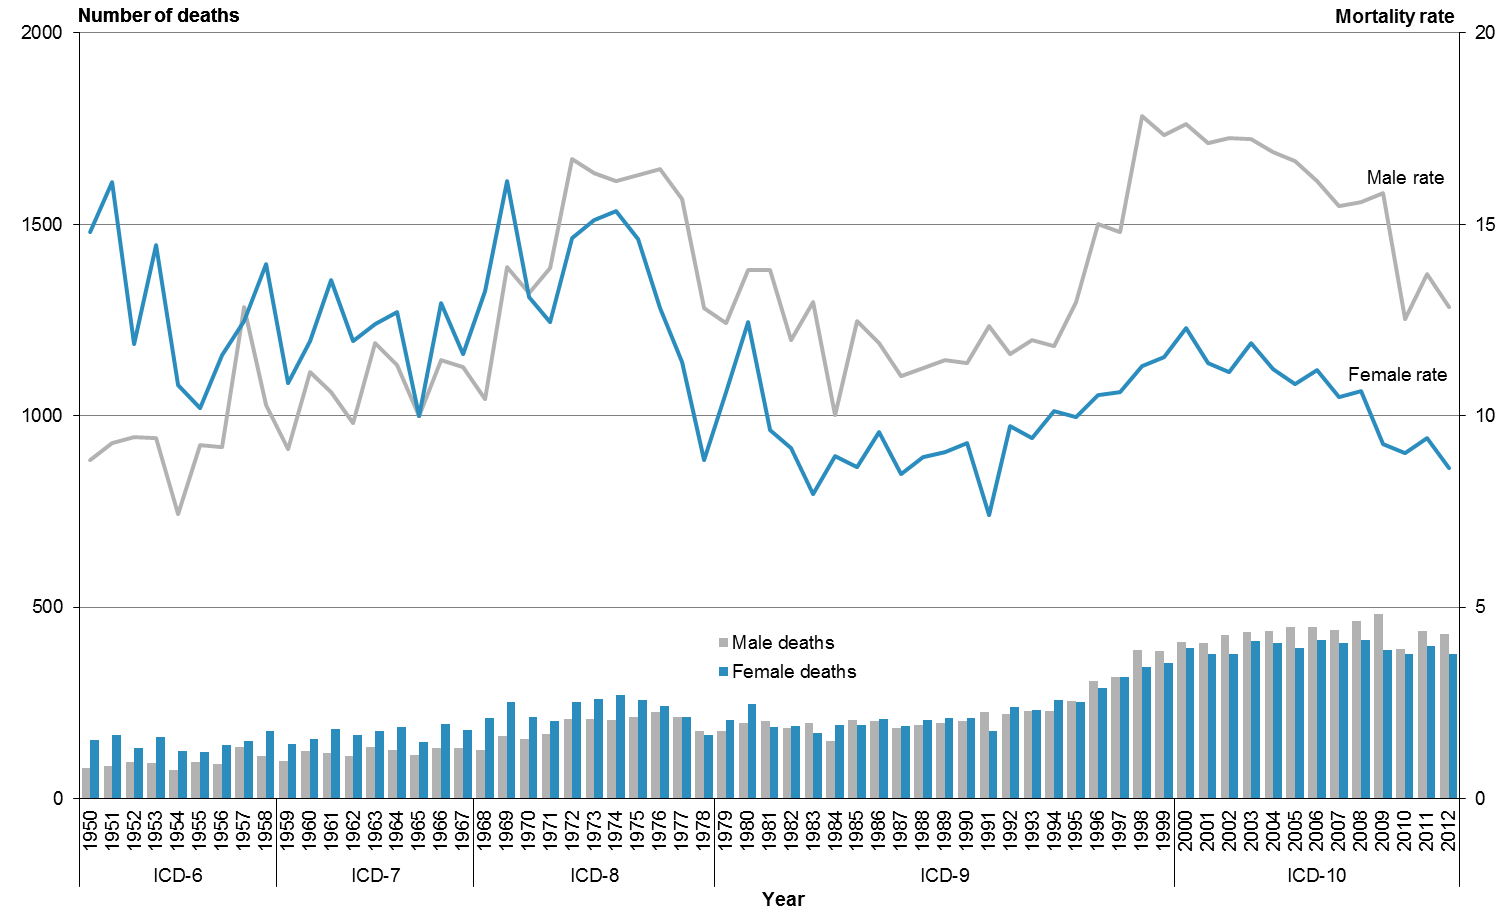 Number of deaths Mortality rate
2000 20
Male rate
1500 15
Female rate
1000 10
500 5
Male deaths
Female deaths
0 0
1950 1951 1952 1953 1954 1955 1956 1957 1958 1959 1960 1961 1962 1963 1964 1965 1966 1967 1968 1969 1970 1971 1972 1973 1974 1975 1976 1977 1978 1979 1980 1981 1982 1983 1984 1985 1986 1987 1988 1989 1990 1991 1992 1993 1994 1995 1996 1997 1998 1999 2000 2001 2002 2003 2004 2005 2006 2007 2008 2009 2010 2011 2012
ICD-6 ICD-7 ICD-8 ICD-9 ICD-10
Year